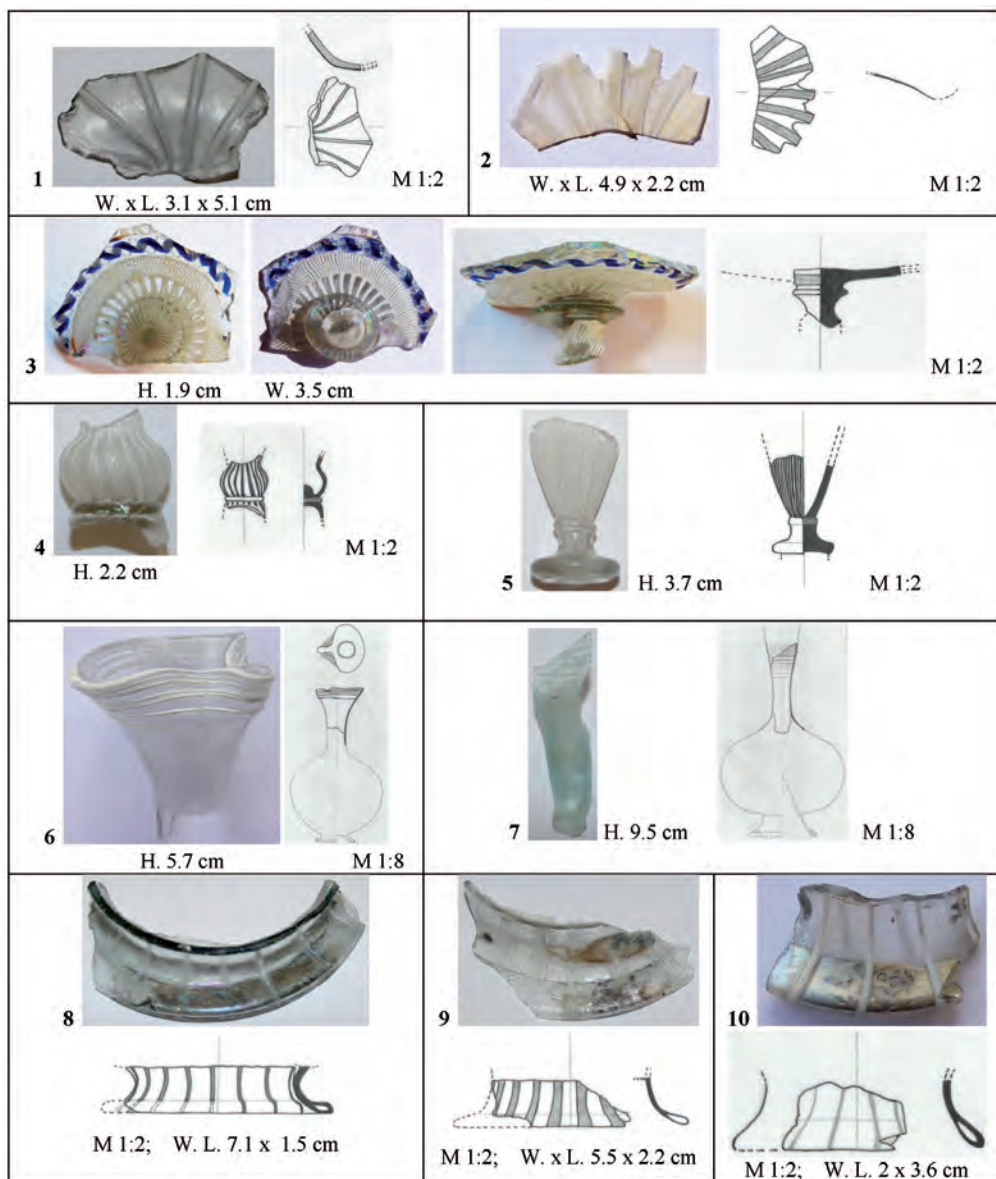 1
M 1:2
W. x L. 3.1 x 5.1 cm
2
W. x L. 4.9 x 2.2 cm
M 1:2
3
H. 1.9 cm
W. 3.5 cm
M 1:2
4
H. 2.2 cm
M 1:2
5
H. 3.7 cm
M 1:2
6
H. 5.7 cm
M 1:8
7
H. 9.5 cm
M 1:8
8
M 1:2; W. L. 7.1 x 1.5 cm
9
M 1:2; W. x L. 5.5 x 2.2 cm
10
M 1:2; W. L. 2 x 3.6 cm